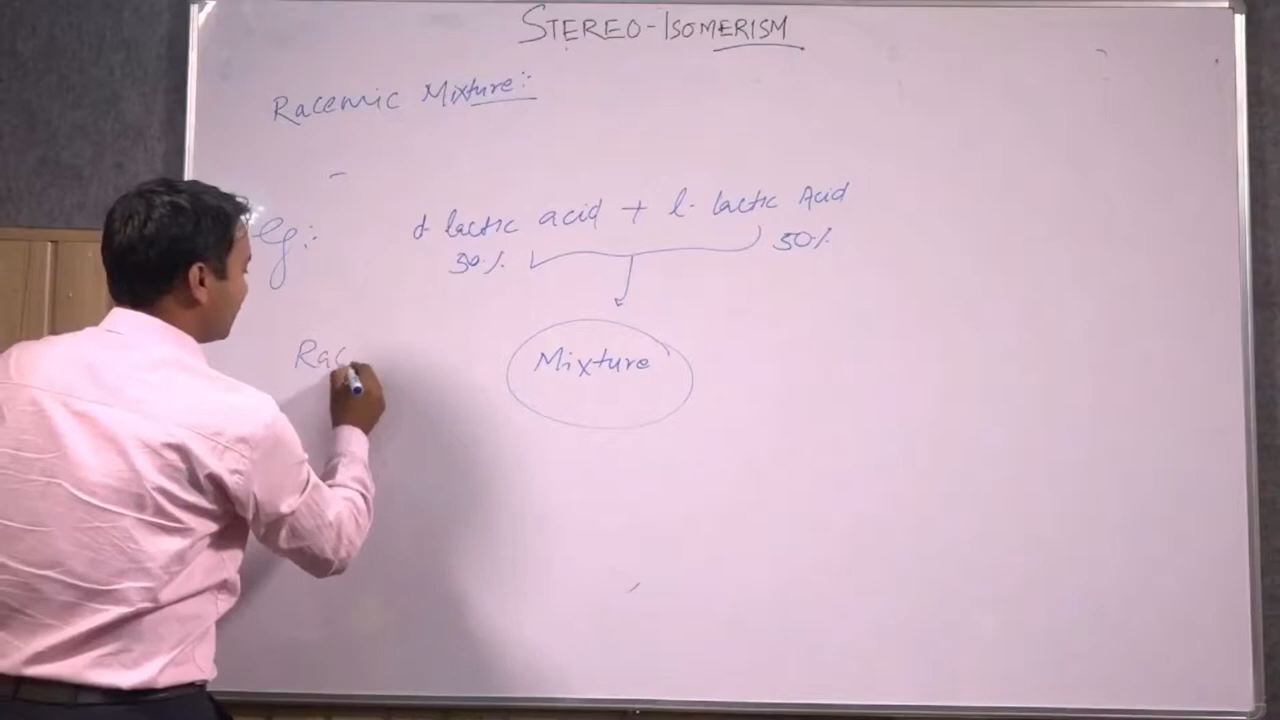 STEREO-ISOMERISM
Racemic Mixture:-
eg:-
d lactic acid + l- lactic Acid
50% 50%
Mixture
Rac